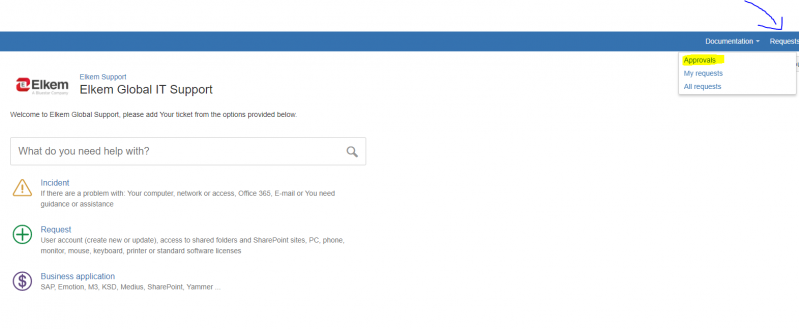 Documentation Requests
Approvals
My requests
All requests
Elkem
A Bluestar Company
Elkem Support
Elkem Global IT Support
Welcome to Elkem Global Support, please add Your ticket from the options provided below.
What do you need help with?
Incident
If there are a problem with: Your computer, network or access, Office 365, E-mail or You need
guidance or assistance
Request
User account (create new or update), access to shared folders and SharePoint sites, PC, phone,
monitor, mouse, keyboard, printer or standard software licenses
Business application
SAP, Emotion, M3, KSD, Medius, SharePoint, Yammer ...